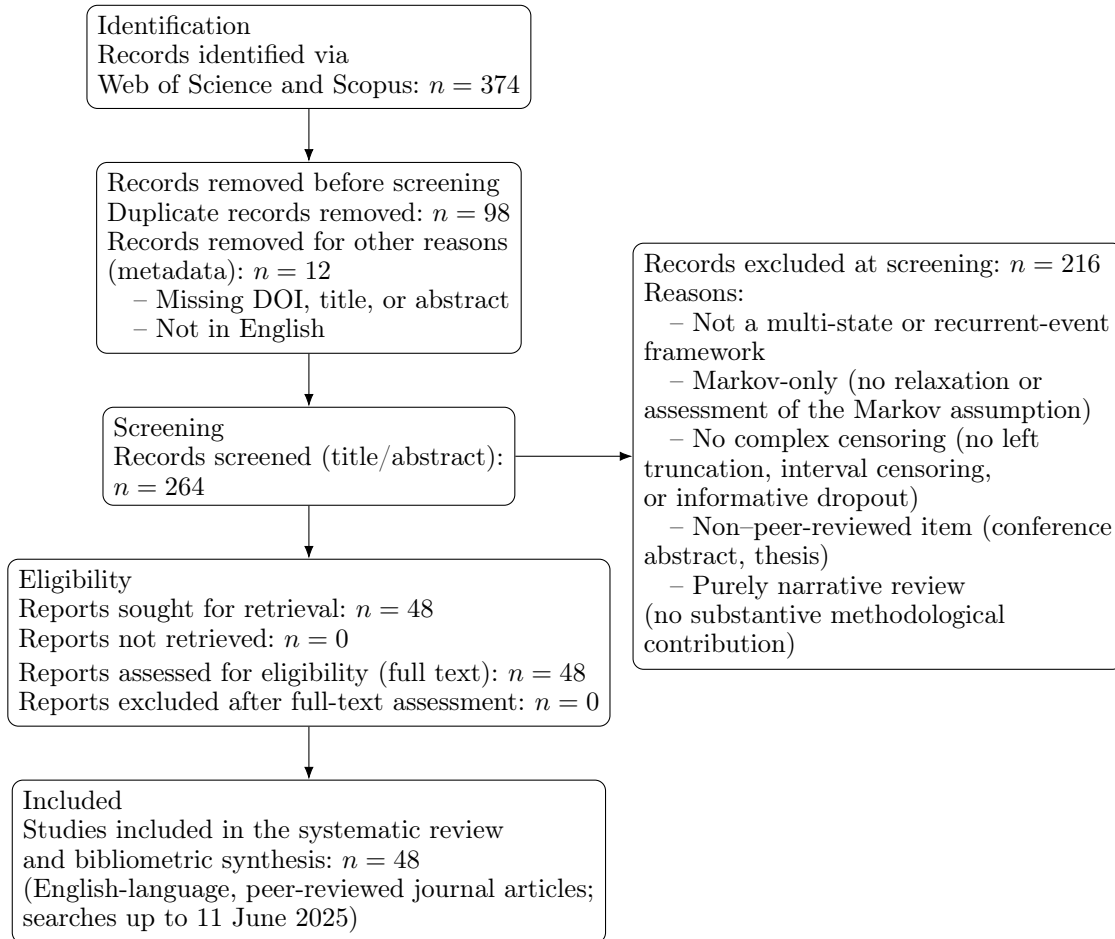 Identification
Records identified via
Web of Science and Scopus: n = 374
Records removed before screening
Duplicate records removed: n = 98
Records removed for other reasons
(metadata): n = 12
– Missing DOI, title, or abstract
– Not in English
Screening
Records screened (title/abstract):
n = 264
Records excluded at screening: n = 216
Reasons:
– Not a multi-state or recurrent-event
framework
– Markov-only (no relaxation or
assessment of the Markov assumption)
– No complex censoring (no left
truncation, interval censoring,
or informative dropout)
– Non–peer-reviewed item (conference
abstract, thesis)
– Purely narrative review
(no substantive methodological
contribution)
Eligibility
Reports sought for retrieval: n = 48
Reports not retrieved: n = 0
Reports assessed for eligibility (full text): n = 48
Reports excluded after full-text assessment: n = 0
Included
Studies included in the systematic review
and bibliometric synthesis: n = 48
(English-language, peer-reviewed journal articles;
searches up to 11 June 2025)